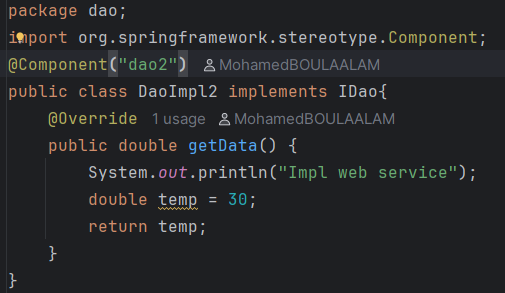 package dao;
import org.springframework.stereotype.Component;
@Component("dao2") MohamedBOULAALAM
public class DaoImpl2 implements IDao{
@Override 1 usage MohamedBOULAALAM
public double getData() {
System.out.println("Impl web service");
double temp = 30;
return temp;
}
}